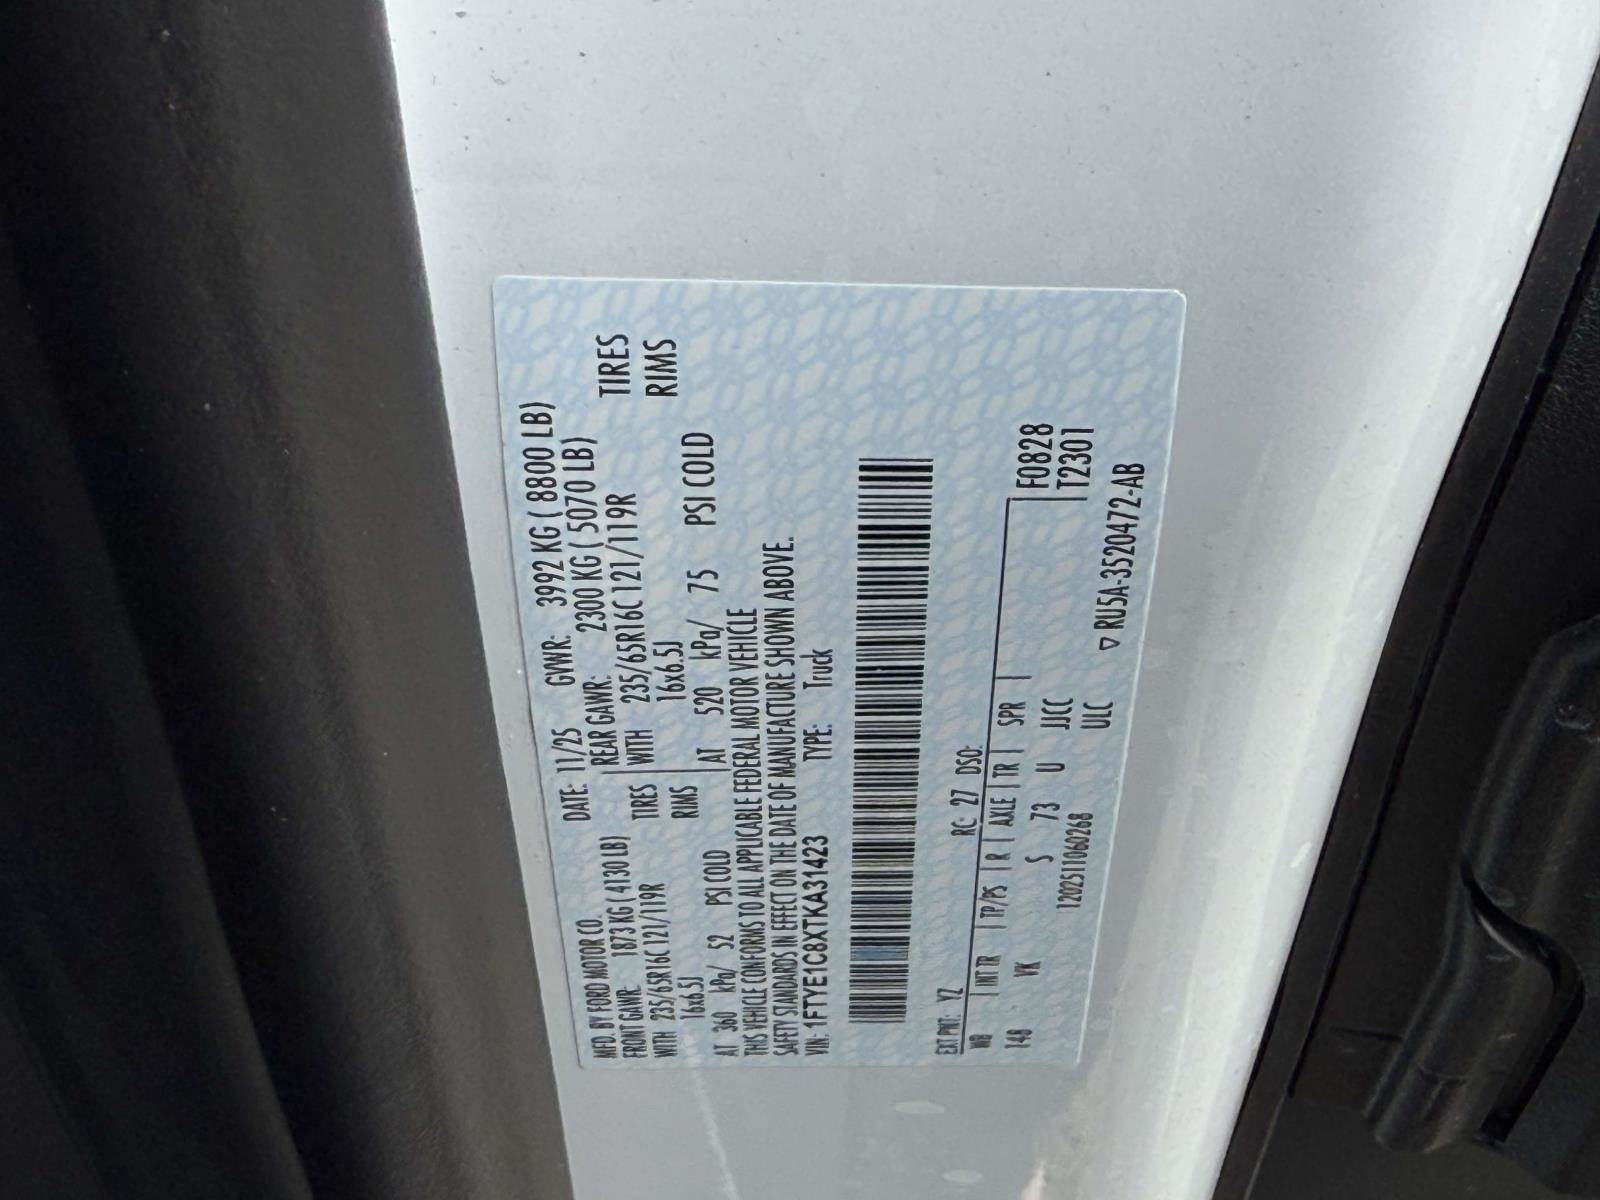 MFD. BY FORD MOTOR CO. DATE: 11/25 GVWR: 3992 KG ( 8800 LB)
FRONT GAWR: 1873 KG ( 4130 LB) REAR GAWR: 2300 KG ( 5070 LB)
WITH 235/65R16C 121/119R TIRES WITH 235/65R16C 121/119R TIRES
16x6.5J RIMS 16x6.5J RIMS
AT 360 kPa/ 52 PSI COLD AT 520 kPa/ 75 PSI COLD
THIS VEHICLE CONFORMS TO ALL APPLICABLE FEDERAL MOTOR VEHICLE
SAFETY STANDARDS IN EFFECT ON THE DATE OF MANUFACTURE SHOWN ABOVE.
VIN: 1FTYE1C8XTKA31423 TYPE: Truck
EXT PNT: YZ RC: 27 DSO:
WB INT TR TP/PS R AXLE TR SPR F0828
148 VK S 73 U JJCC T2301
1202511060268 ULC
▽ RU5A-3520472-AB